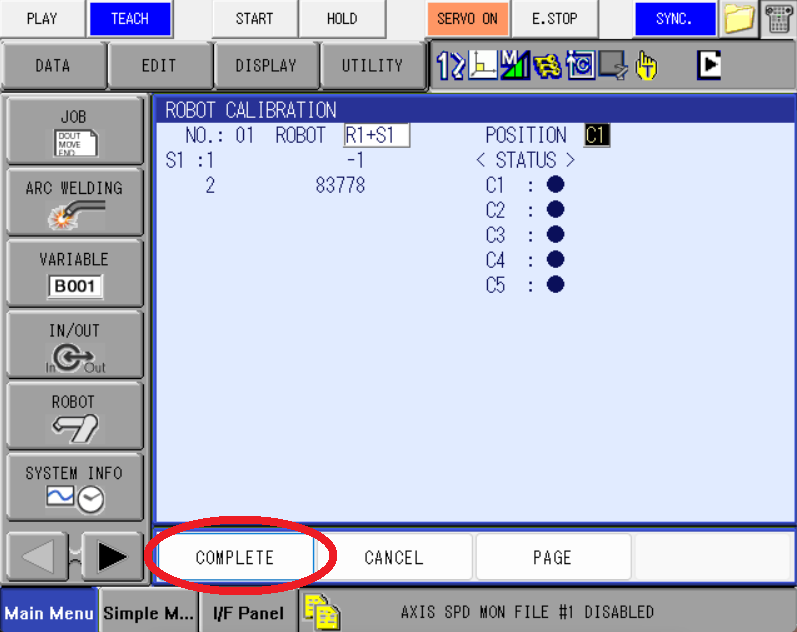 PLAY TEACH START HOLD SERVO ON E.STOP SYNC.
DATA EDIT DISPLAY UTILITY
JOB
DOUT
MOVE
END
ARC WELDING
VARIABLE
B001
IN/OUT
In Out
ROBOT
SYSTEM INFO
ROBOT CALIBRATION
NO.: 01 ROBOT R1+S1 POSITION C1
S1 :1 -1 < STATUS >
2 83778 C1 :
C2 :
C3 :
C4 :
C5 :
COMPLETE CANCEL PAGE
Main Menu Simple M... I/F Panel AXIS SPD MON FILE #1 DISABLED